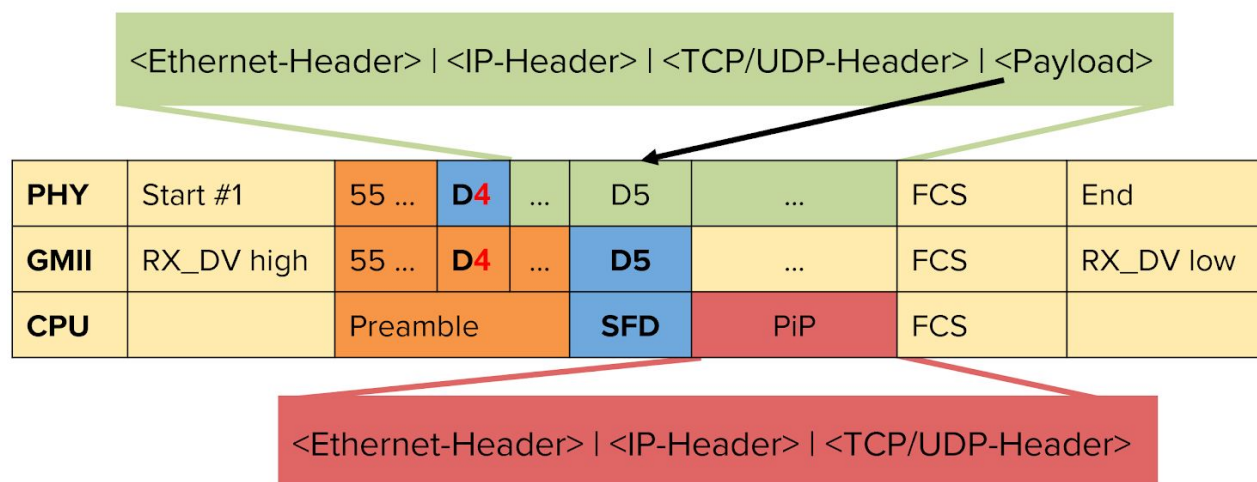 <Ethernet-Header> | <IP-Header> | <TCP/UDP-Header> | <Payload>
PHY Start #1 55 ... D4 ... D5 ... FCS End
GMII RX_DV high 55 ... D4 ... D5 ... FCS RX_DV low
CPU Preamble SFD PiP FCS
<Ethernet-Header> | <IP-Header> | <TCP/UDP-Header>